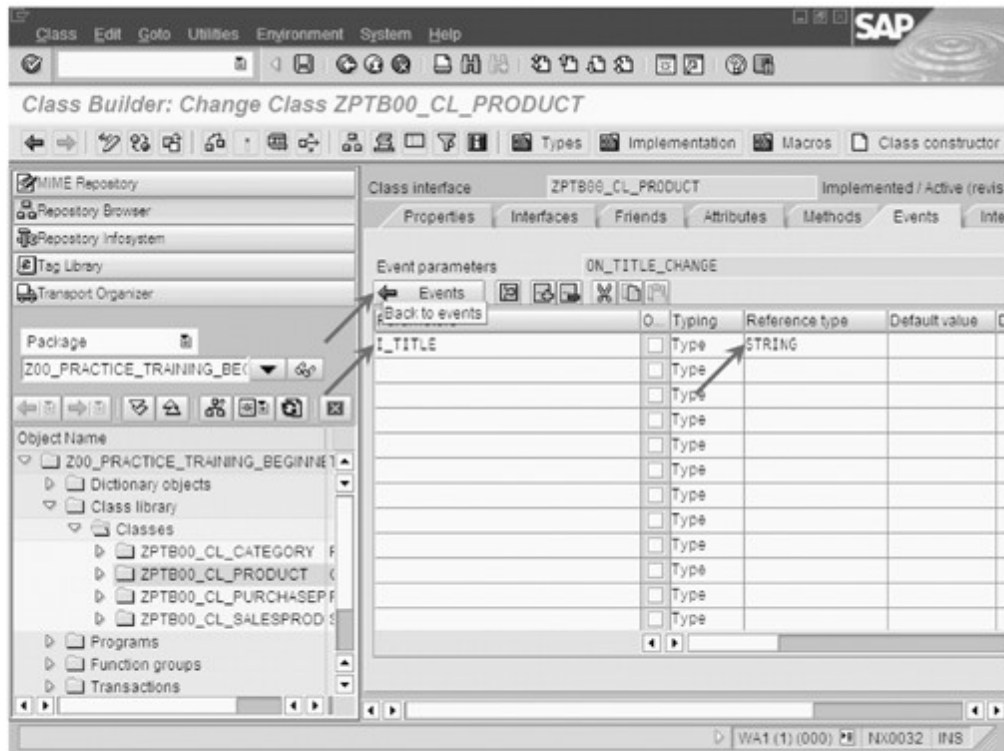 Class Edit Goto Utilities Environment System Help
SAP
Class Builder: Change Class ZPTB00_CL_PRODUCT
Types Implementation Macros Class constructor
MIME Repository
Repository Browser
Repository Infosystem
Tag Library
Transport Organizer
Package
Z00_PRACTICE_TRAINING_BE
Object Name
Z00_PRACTICE_TRAINING_BEGINNE
Dictionary objects
Class library
Classes
ZPTB00_CL_CATEGORY
ZPTB00_CL_PRODUCT
ZPTB00_CL_PURCHASEP
ZPTB00_CL_SALESPROD
Programs
Function groups
Transactions
Class interface ZPTB00_CL_PRODUCT Implemented / Active (revis
Properties Interfaces Friends Attributes Methods Events Inte
Event parameters ON_TITLE_CHANGE
Events
Back to events
O... Typing Reference type Default value D
I_TITLE Type STRING
Type
Type
Type
Type
Type
Type
Type
Type
Type
Type
Type
WA1 (1) (000) NX0032 INS